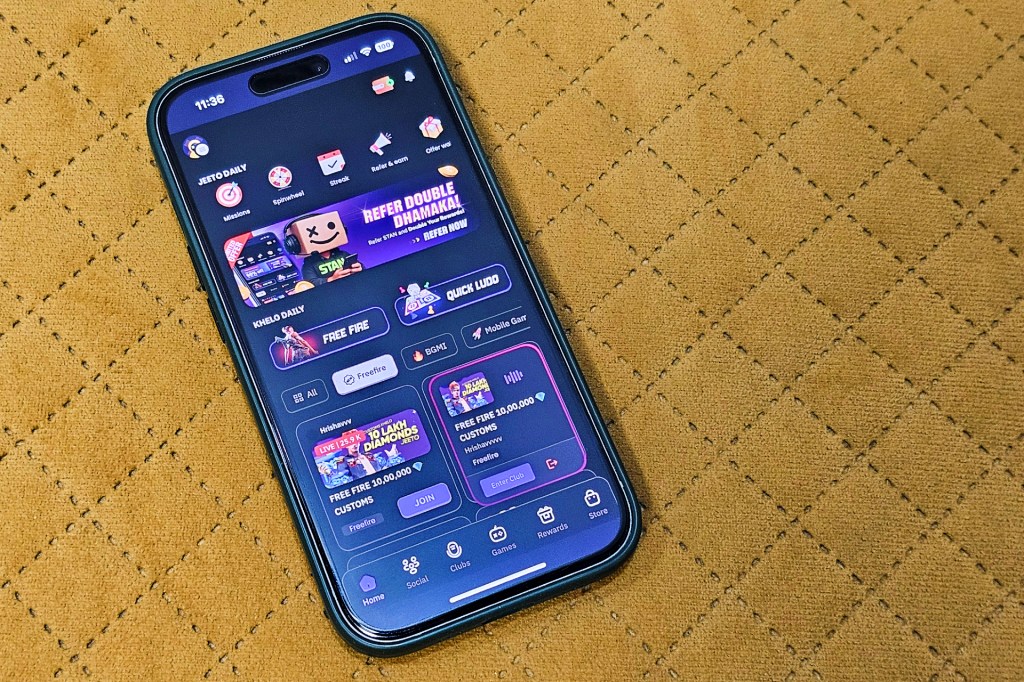 11:36
100
JEETO DAILY
Missions
Spinwheel
Streak
Refer & earn
Offer wal
REFER DOUBLE
DHAMAKA!
Refer STAN and Double Your Rewards!
>> REFER NOW
STAN
KHELO DAILY
FREE FIRE
QUICK LUDO
All
Freefire
BGMI
Mobile Gam
Hrishavvv
LIVE | 25.9 K
10 LAKH
DIAMONDS
JEETO
FREE FIRE 10,00,000
CUSTOMS
Freefire
JOIN
10 LAKH
FREE FIRE 10,00,000
CUSTOMS
Hrishavvvvv
Freefire
Enter Club
Home
Social
Clubs
Games
Rewards
Store